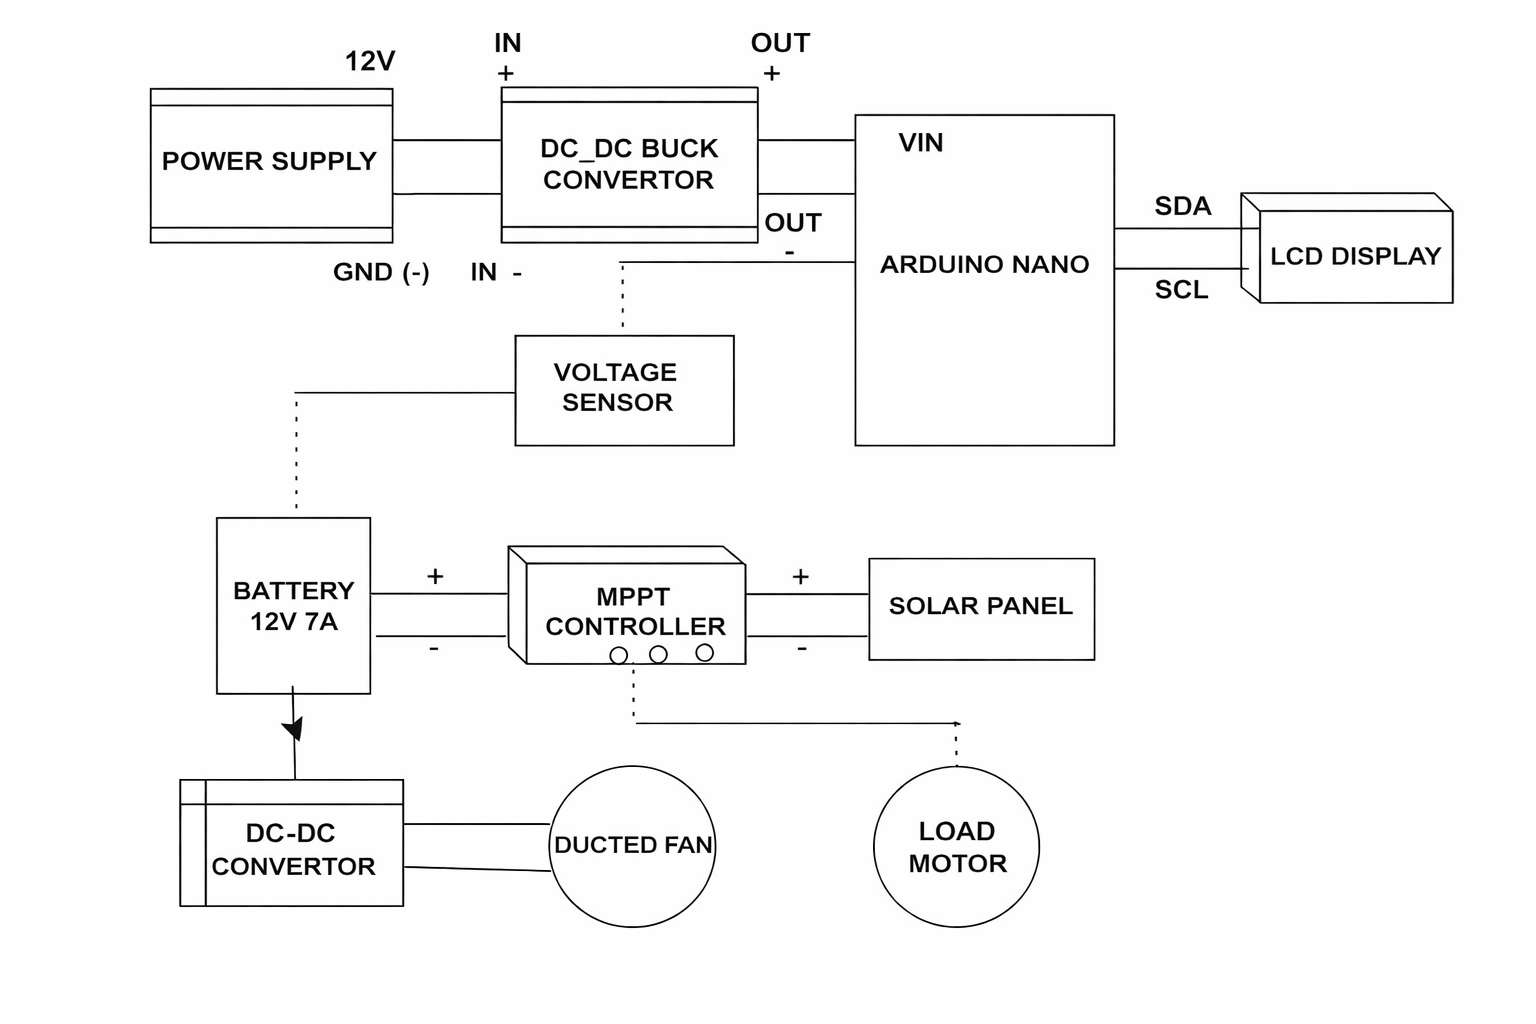 12V
IN
+
OUT
+
POWER SUPPLY
DC_DC BUCK
CONVERTOR
VIN
ARDUINO NANO
SDA
SCL
LCD DISPLAY
GND (-)
IN -
OUT
-
VOLTAGE
SENSOR
BATTERY
12V 7A
+
-
MPPT
CONTROLLER
+
-
SOLAR PANEL
DC-DC
CONVERTOR
DUCTED FAN
LOAD
MOTOR